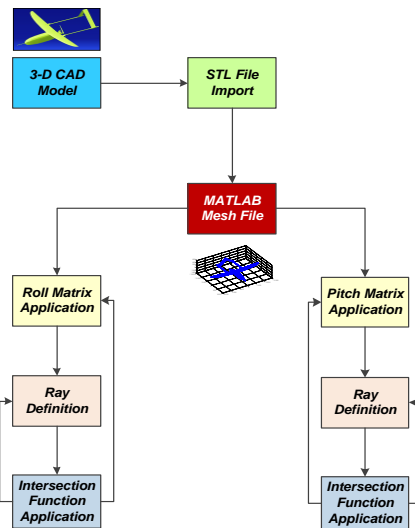 3-D CAD
Model
STL File
Import
MATLAB
Mesh File
Roll Matrix
Application
Pitch Matrix
Application
Ray
Definition
Ray
Definition
Intersection
Function
Application
Intersection
Function
Application